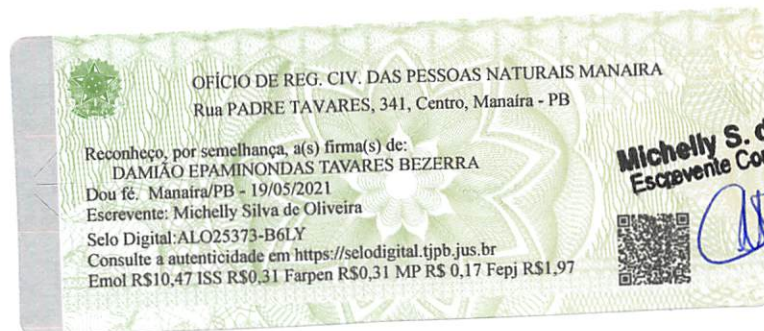 OFÍCIO DE REG. CIV. DAS PESSOAS NATURAIS MANAIRA
Rua PADRE TAVARES, 341, Centro, Manaíra - PB
Reconheço, por semelhança, a(s) firma(s) de:
DAMIÃO EPAMINONDAS TAVARES BEZERRA
Dou fé. Manaíra/PB - 19/05/2021
Escrevente: Michelly Silva de Oliveira
Selo Digital:ALO25373-B6LY
Consulte a autenticidade em https://selodigital.tjpb.jus.br
Emol R$10,47 ISS R$0,31 Farpen R$0,31 MP R$ 0,17 Fepj R$1,97
Michelly S. d
Escrevente Co